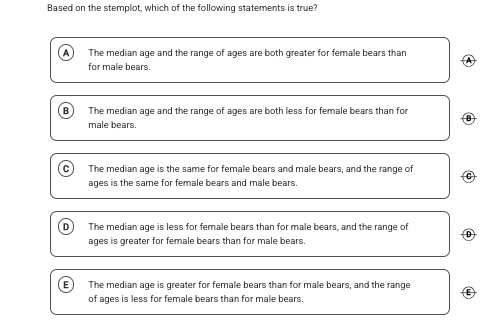 Based on the stemplot, which of the following statements is true?
A The median age and the range of ages are both greater for female bears than
for male bears.
A
B The median age and the range of ages are both less for female bears than for
male bears.
B
C The median age is the same for female bears and male bears, and the range of
ages is the same for female bears and male bears.
C
D The median age is less for female bears than for male bears, and the range of
ages is greater for female bears than for male bears.
D
E The median age is greater for female bears than for male bears, and the range
of ages is less for female bears than for male bears.
E